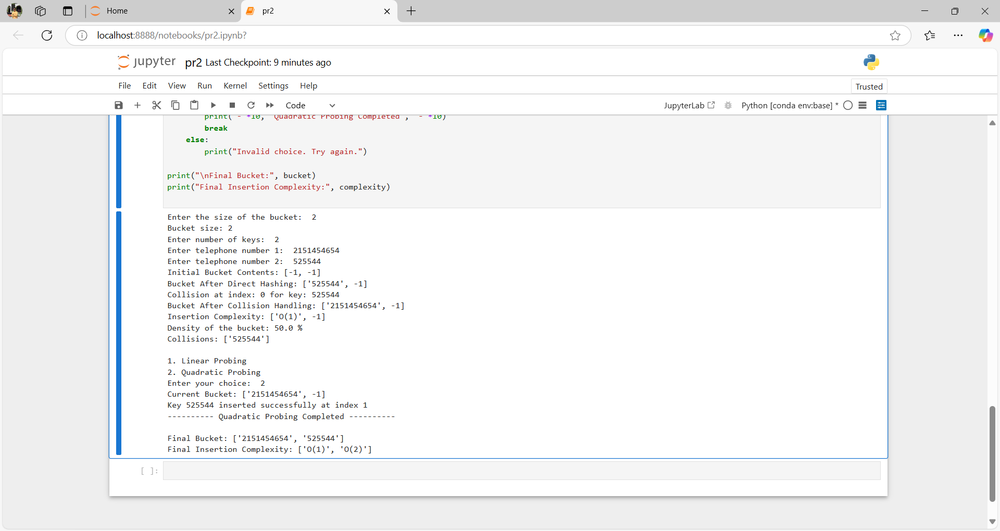 Home
pr2
localhost:8888/notebooks/pr2.ipynb?
jupyter pr2 Last Checkpoint: 9 minutes ago
File Edit View Run Kernel Settings Help
Trusted
Code
JupyterLab
Python [conda env:base] *
print("-"*10, "Quadratic Probing Completed", "-"*10)
break
else:
print("Invalid choice. Try again.")
print("\nFinal Bucket:", bucket)
print("Final Insertion Complexity:", complexity)
Enter the size of the bucket:  2
Bucket size: 2
Enter number of keys:  2
Enter telephone number 1:  2151454654
Enter telephone number 2:  525544
Initial Bucket Contents: [-1, -1]
Bucket After Direct Hashing: ['525544', -1]
Collision at index: 0 for key: 525544
Bucket After Collision Handling: ['2151454654', -1]
Insertion Complexity: ['O(1)', -1]
Density of the bucket: 50.0 %
Collisions: ['525544']
1. Linear Probing
2. Quadratic Probing
Enter your choice:  2
Current Bucket: ['2151454654', -1]
Key 525544 inserted successfully at index 1
---------- Quadratic Probing Completed ----------
Final Bucket: ['2151454654', '525544']
Final Insertion Complexity: ['O(1)', 'O(2)']
[ ]: